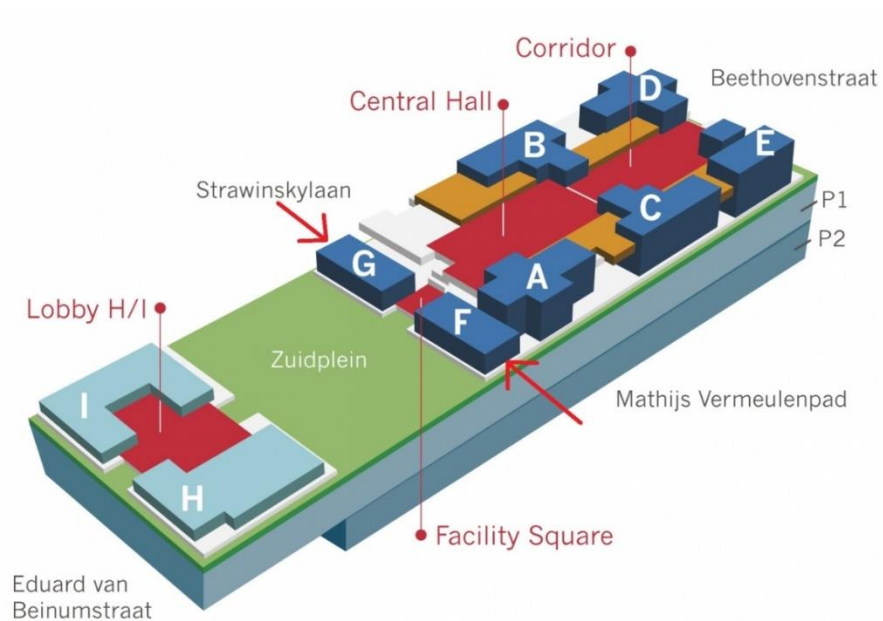 Corridor
D
Beethovenstraat
Central Hall
B
E
Strawinskylaan
C
P1
G
P2
A
Lobby H/I
F
Zuidplein
I
Mathijs Vermeulenpad
H
Facility Square
Eduard van
Beinumstraat